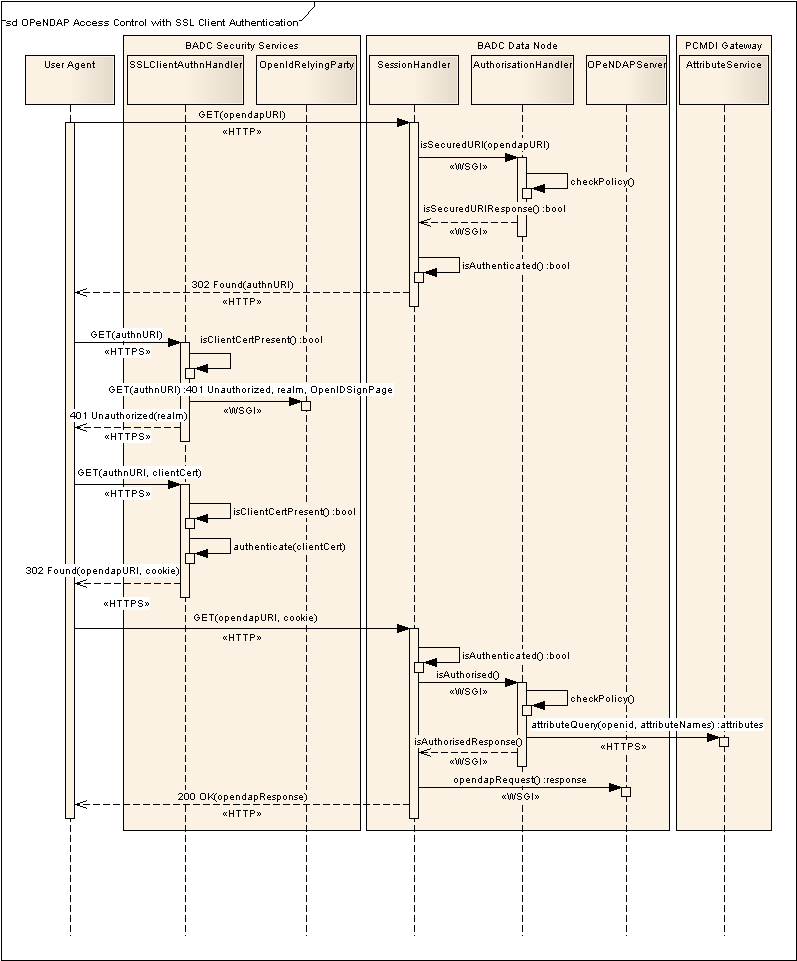 sd OPeNDAP Access Control with SSL Client Authentication
BADC Security Services
BADC Data Node
PCMDI Gateway
User Agent
SSLClientAuthnHandler
OpenIdRelyingParty
SessionHandler
AuthorisationHandler
OPeNDAPServer
AttributeService
GET(opendapURI)
«HTTP»
isSecuredURI(opendapURI)
«WSGI»
checkPolicy()
isSecuredURIResponse() :bool
«WSGI»
isAuthenticated() :bool
302 Found(authnURI)
«HTTP»
GET(authnURI)
«HTTPS»
isClientCertPresent() :bool
GET(authnURI) :401 Unauthorized, realm, OpenIDSignPage
«WSGI»
401 Unauthorized(realm)
«HTTPS»
GET(authnURI, clientCert)
«HTTPS»
isClientCertPresent() :bool
authenticate(clientCert)
302 Found(opendapURI, cookie)
«HTTPS»
GET(opendapURI, cookie)
«HTTP»
isAuthenticated() :bool
isAuthorised()
«WSGI»
checkPolicy()
attributeQuery(openid, attributeNames) :attributes
«HTTPS»
isAuthorisedResponse()
«WSGI»
opendapRequest() :response
«WSGI»
200 OK(opendapResponse)
«HTTP»